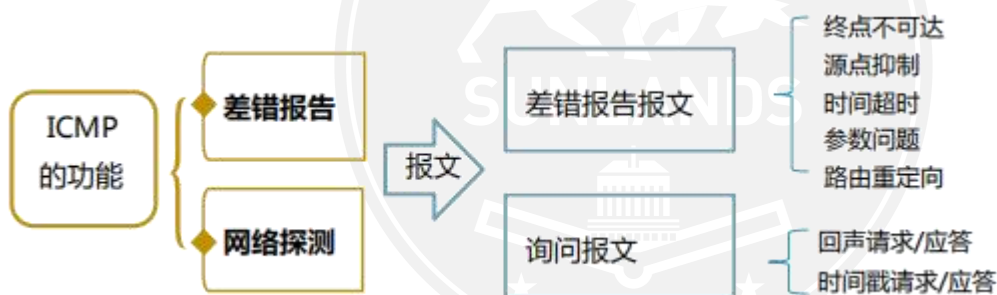 ICMP
的功能
差错报告
网络探测
报文
差错报告报文
询问报文
终点不可达
源点抑制
时间超时
参数问题
路由重定向
回声请求/应答
时间戳请求/应答
SUNLANDS